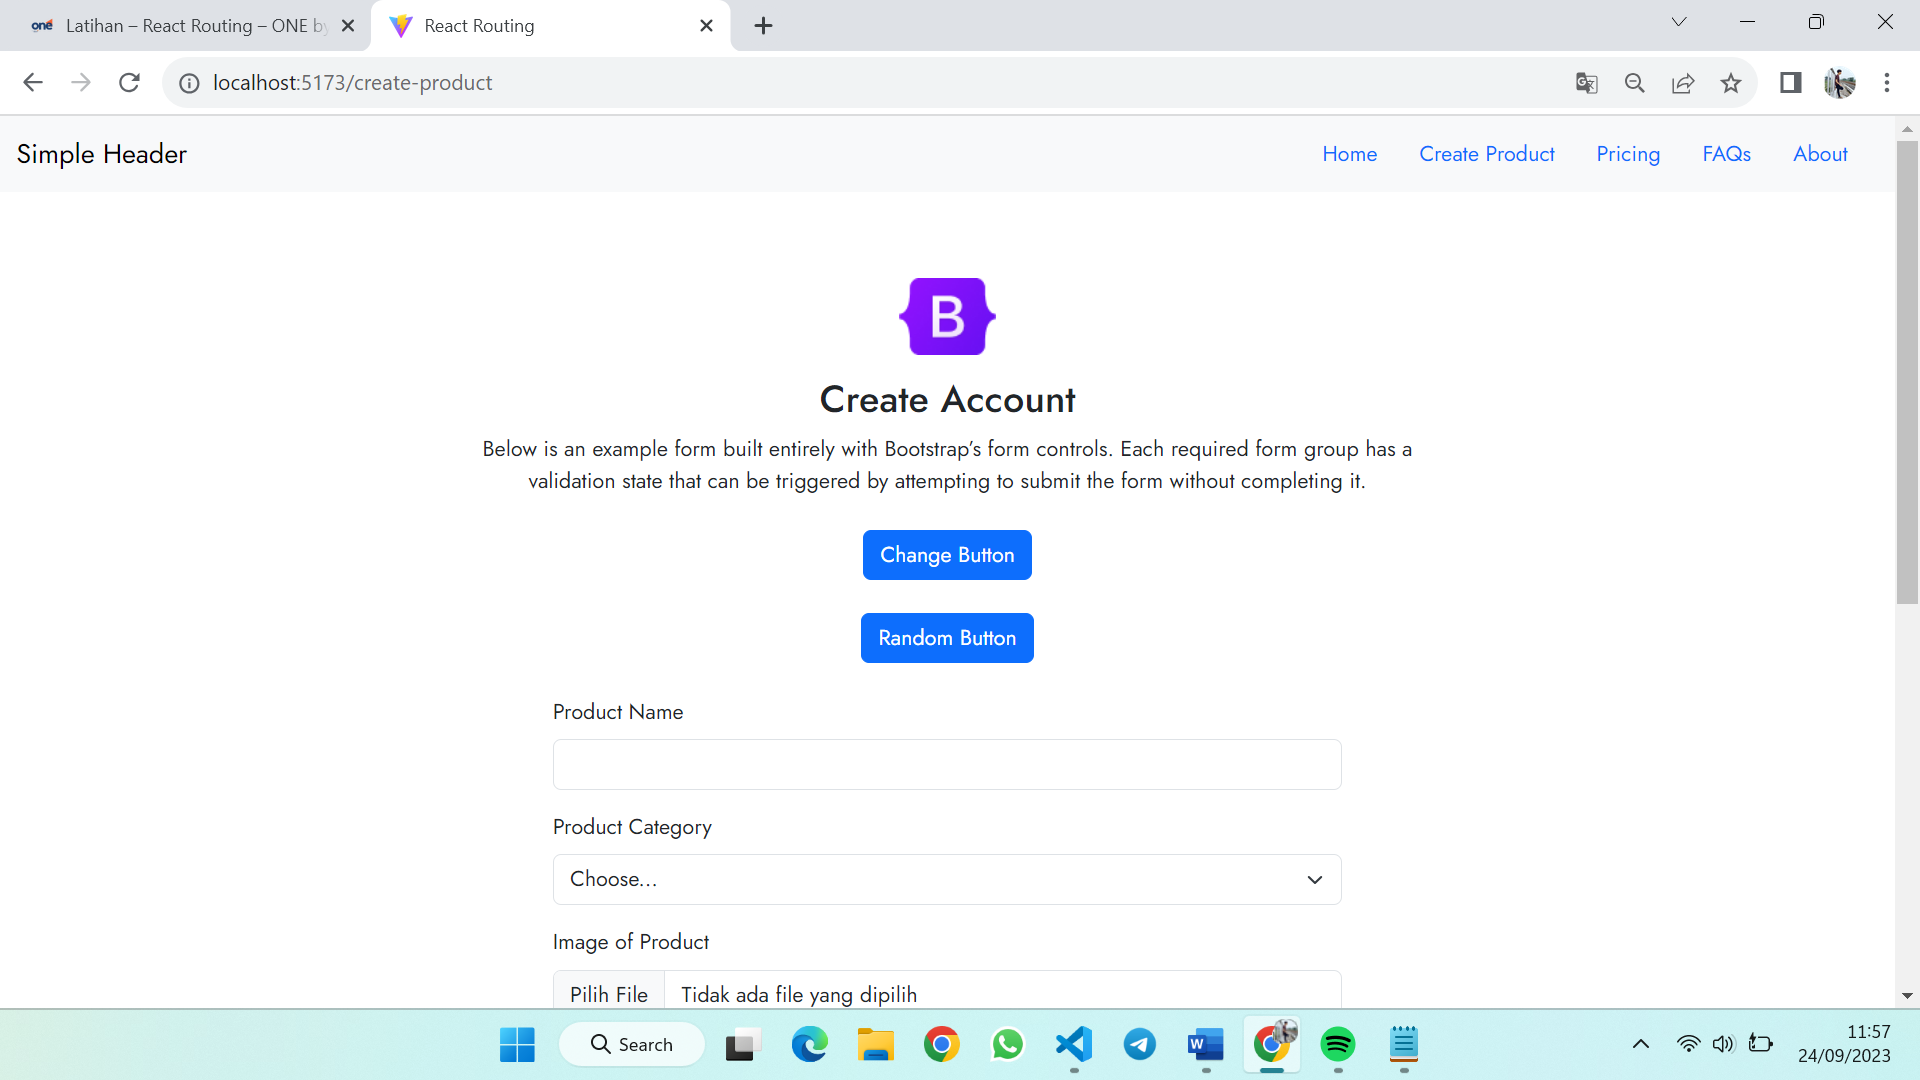 one Latihan – React Routing – ONE by
React Routing
localhost:5173/create-product
Simple Header
Home
Create Product
Pricing
FAQs
About
B
Create Account
Below is an example form built entirely with Bootstrap’s form controls. Each required form group has a
validation state that can be triggered by attempting to submit the form without completing it.
Change Button
Random Button
Product Name
Product Category
Choose...
Image of Product
Pilih File
Tidak ada file yang dipilih
Search
W
11:57
24/09/2023